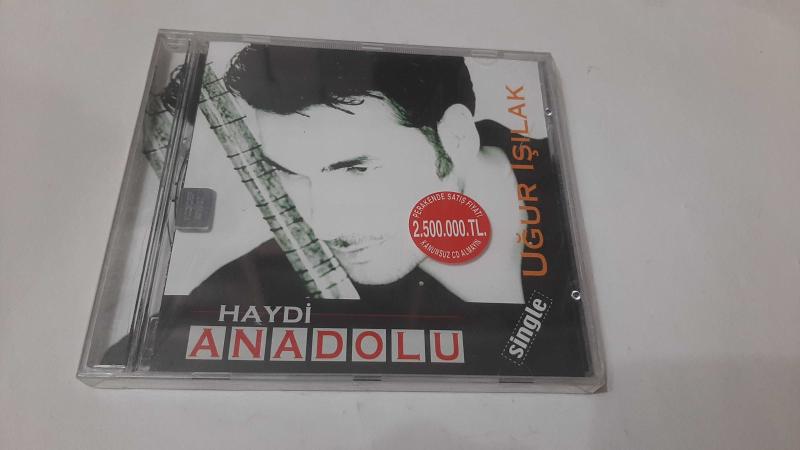 UĞUR IŞILAK
PERAKENDE SATIŞ FİYATI
2.500.000.TL.
KANUNSUZ CD ALMAYIN
single
HAYDİ
ANADOLU